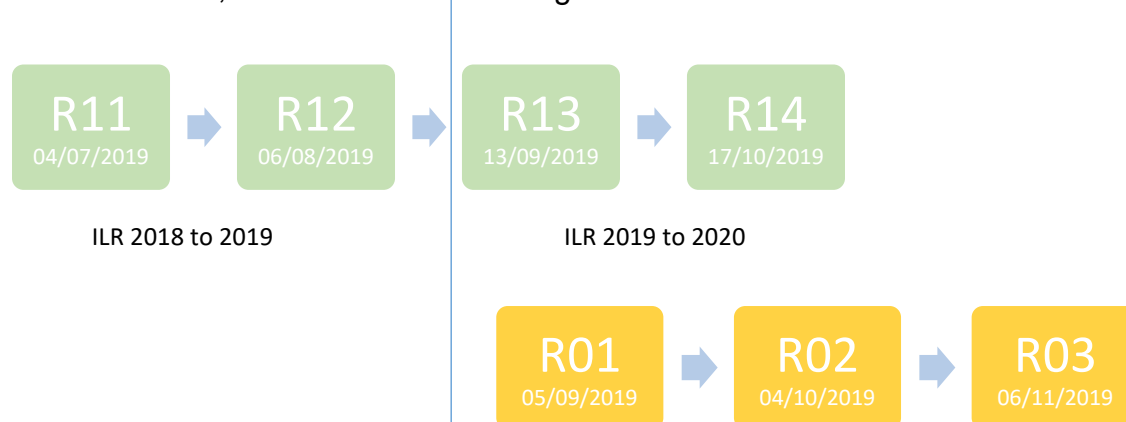 R11
04/07/2019
R12
06/08/2019
R13
13/09/2019
R14
17/10/2019
ILR 2018 to 2019
ILR 2019 to 2020
R01
05/09/2019
R02
04/10/2019
R03
06/11/2019